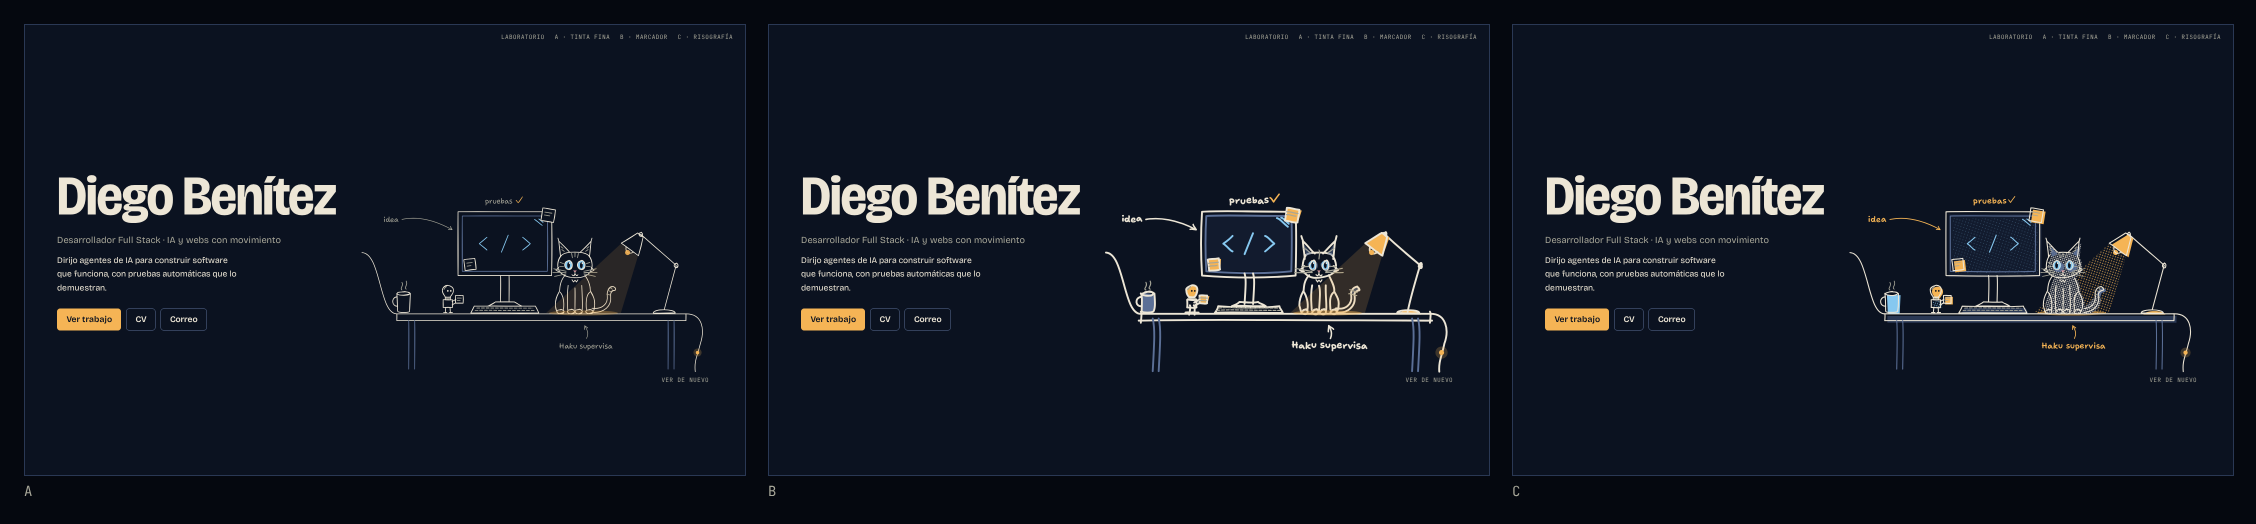 LABORATORIO A · TINTA FINA B · MARCADOR C · RISOGRAFÍA
Diego Benítez
Desarrollador Full Stack · IA y webs con movimiento
Dirijo agentes de IA para construir software
que funciona, con pruebas automáticas que lo
demuestran.
Ver trabajo CV Correo
pruebas
idea
</>
Haku supervisa
VER DE NUEVO
A
LABORATORIO A · TINTA FINA B · MARCADOR C · RISOGRAFÍA
Diego Benítez
Desarrollador Full Stack · IA y webs con movimiento
Dirijo agentes de IA para construir software
que funciona, con pruebas automáticas que lo
demuestran.
Ver trabajo CV Correo
pruebas
idea
</>
Haku supervisa
VER DE NUEVO
B
LABORATORIO A · TINTA FINA B · MARCADOR C · RISOGRAFÍA
Diego Benítez
Desarrollador Full Stack · IA y webs con movimiento
Dirijo agentes de IA para construir software
que funciona, con pruebas automáticas que lo
demuestran.
Ver trabajo CV Correo
pruebas
idea
</>
Haku supervisa
VER DE NUEVO
C